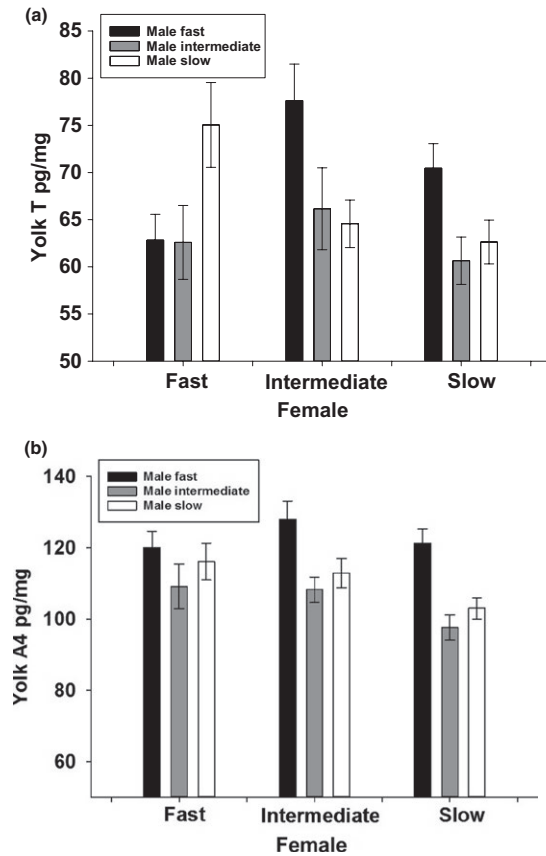 (a)
Male fast
Male intermediate
Male slow
85
80
75
70
65
60
55
50
Yolk T pg/mg
Fast Intermediate Slow
Female
(b)
Male fast
Male intermediate
Male slow
140
120
100
80
60
Yolk A4 pg/mg
Fast Intermediate Slow
Female